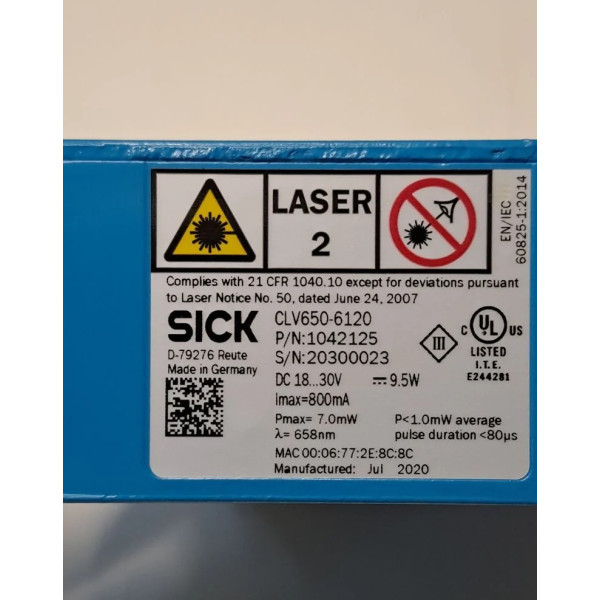 LASER
2
EN/IEC
60825-1:2014
Complies with 21 CFR 1040.10 except for deviations pursuant
to Laser Notice No. 50, dated June 24, 2007
SICK
D-79276 Reute
Made in Germany
CLV650-6120
P/N:1042125
S/N:20300023
DC 18...30V ⎓ 9.5W
imax=800mA
Pmax= 7.0mW P<1.0mW average
λ= 658nm pulse duration <80µs
MAC 00:06:77:2E:8C:8C
Manufactured: Jul 2020
III
C UL US
LISTED
I.T.E.
E244281